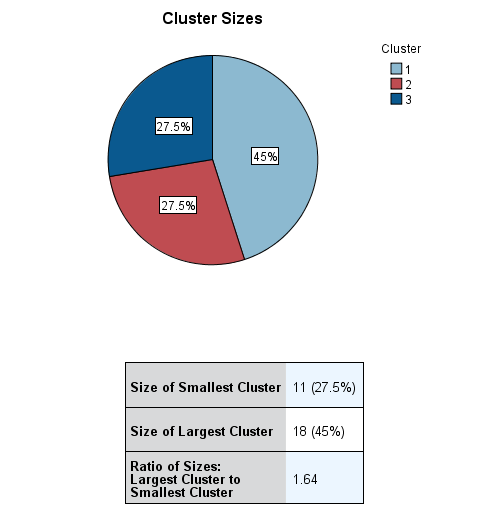 Cluster Sizes
Cluster
1
2
3
27.5%
45%
27.5%
Size of Smallest Cluster 11 (27.5%)
Size of Largest Cluster 18 (45%)
Ratio of Sizes:
Largest Cluster to
Smallest Cluster
1.64